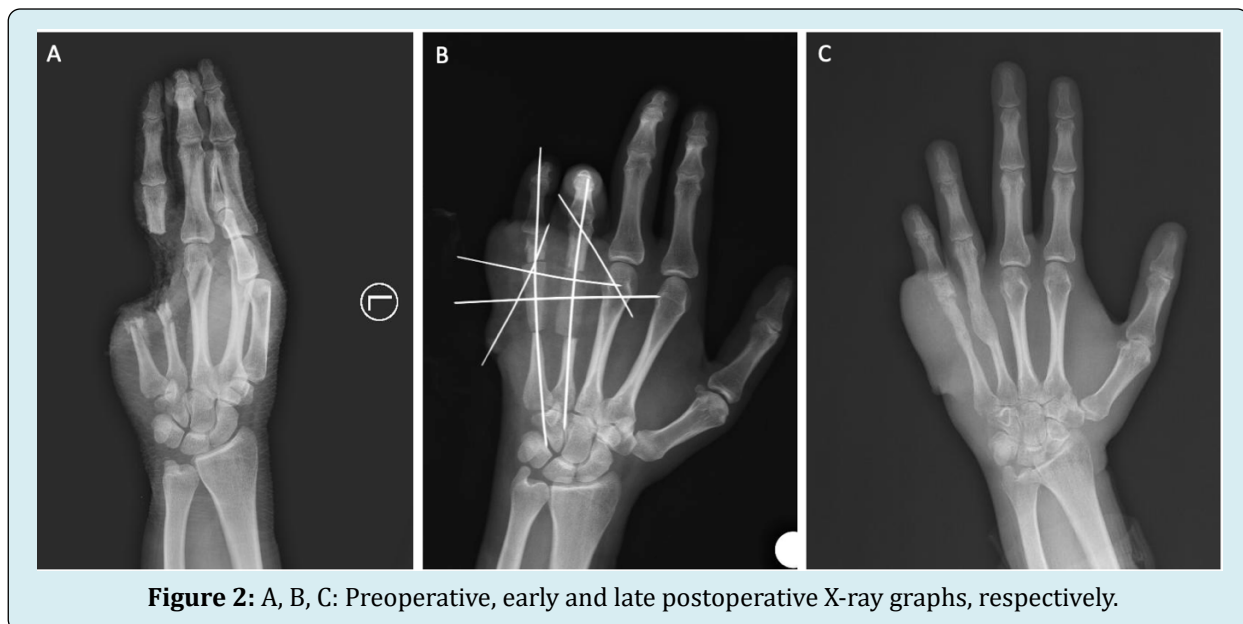 A
B
C
L
Figure 2: A, B, C: Preoperative, early and late postoperative X-ray graphs, respectively.